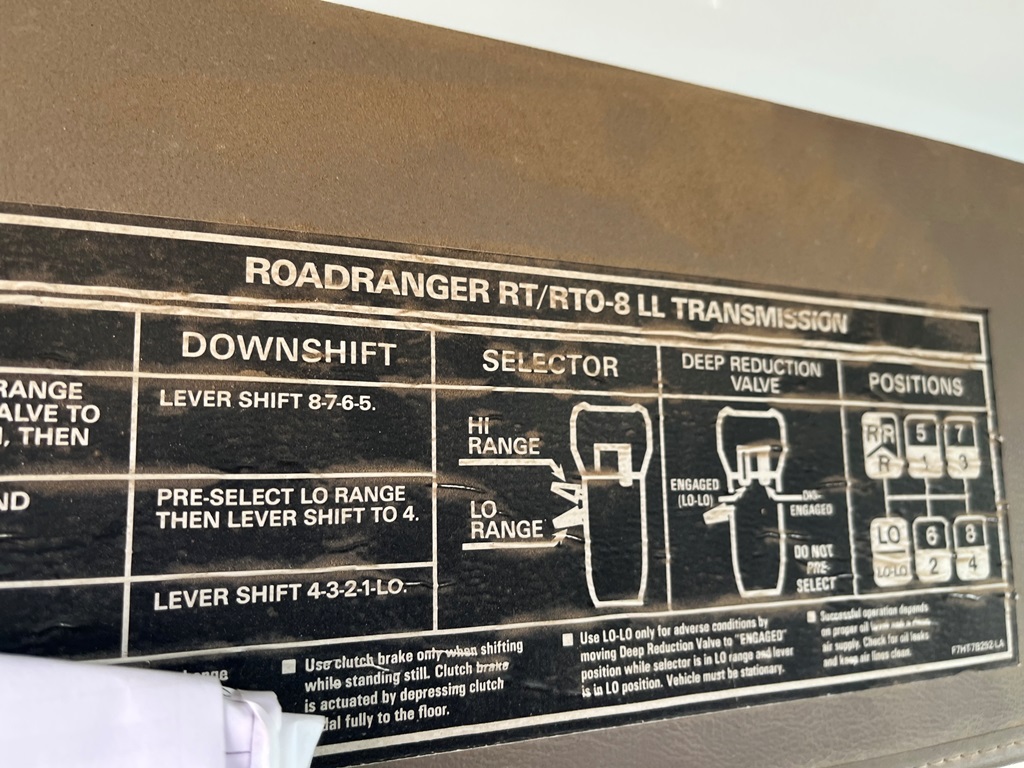 ROADRANGER RT/RTO-8 LL TRANSMISSION
RANGE
ALVE TO
, THEN
ND
DOWNSHIFT
LEVER SHIFT 8-7-6-5.
PRE-SELECT LO RANGE
THEN LEVER SHIFT TO 4.
LEVER SHIFT 4-3-2-1-LO.
SELECTOR
HI
RANGE
LO
RANGE
DEEP REDUCTION
VALVE
ENGAGED
(LO-LO)
DIS-
ENGAGED
DO NOT
PRE-
SELECT
POSITIONS
R/R 5 7
R 1 3
LO 6 8
LO-LO 2 4
ange
■ Use clutch brake only when shifting
while standing still. Clutch brake
is actuated by depressing clutch
dal fully to the floor.
■ Use LO-LO only for adverse conditions by
moving Deep Reduction Valve to "ENGAGED"
position while selector is in LO range and lever
is in LO position. Vehicle must be stationary.
■ Successful operation depends
on proper oil
air supply. Check for oil leaks
and keep air lines clean.
F7HT-7B292-LA